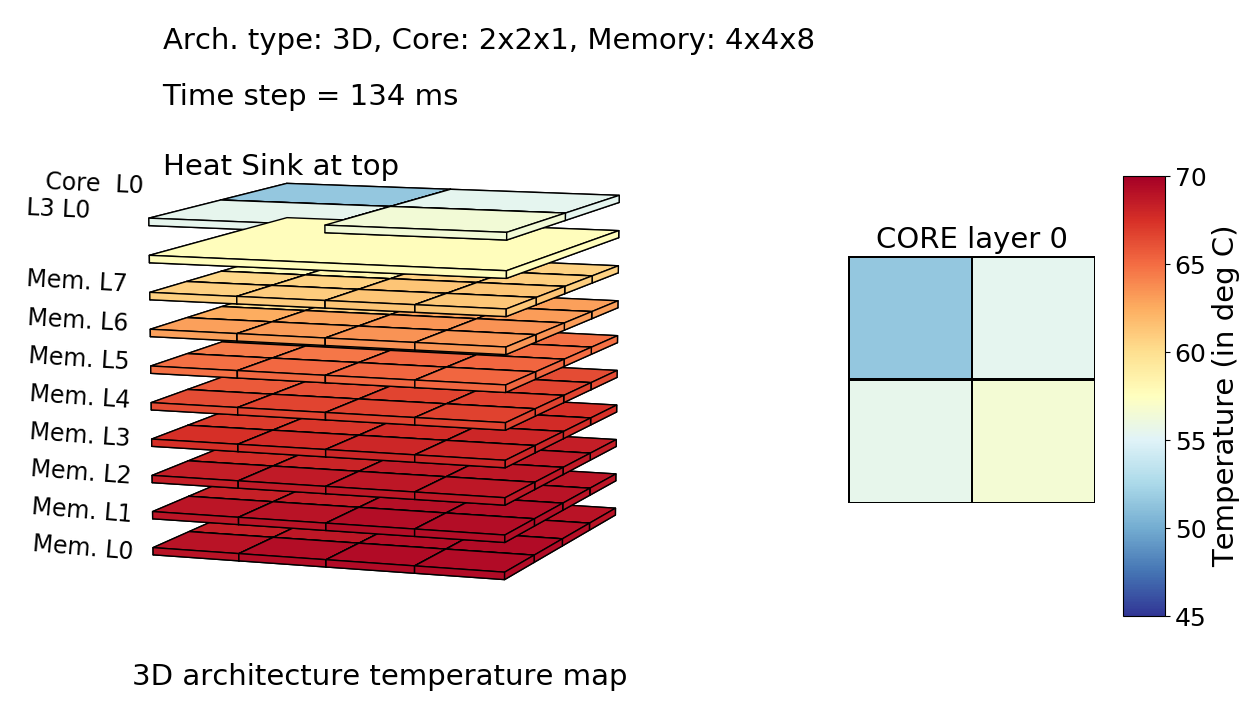 Arch. type: 3D, Core: 2x2x1, Memory: 4x4x8
Time step = 134 ms
Heat Sink at top
Core  L0
L3 L0
Mem. L7
Mem. L6
Mem. L5
Mem. L4
Mem. L3
Mem. L2
Mem. L1
Mem. L0
3D architecture temperature map
CORE layer 0
70
65
60
55
50
45
Temperature (in deg C)